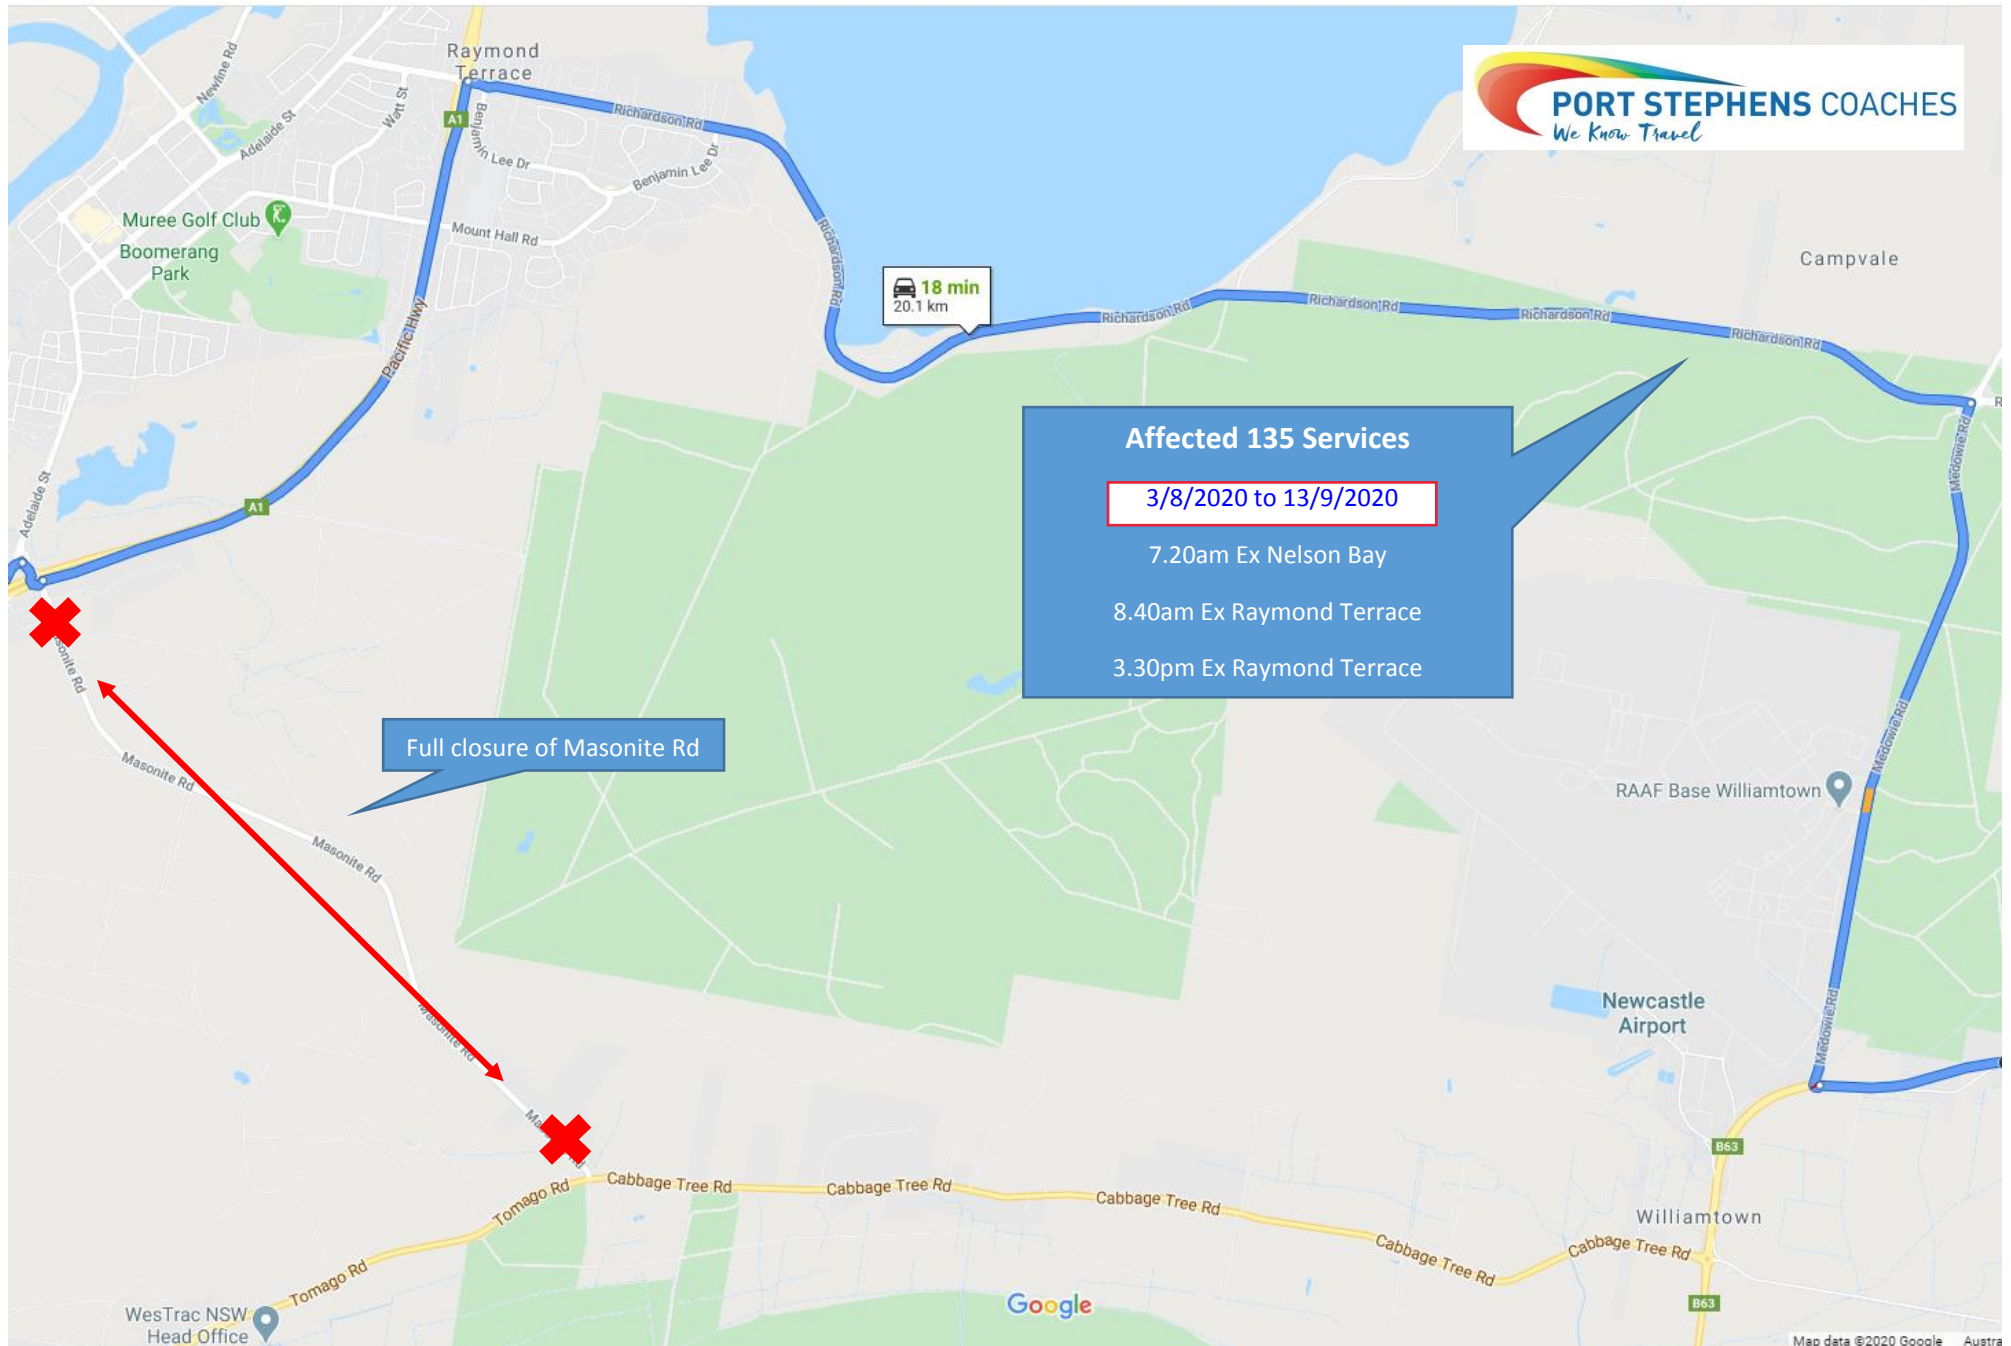 Raymond
Terrace
PORT STEPHENS COACHES
We Know Travel
Newline Rd
Watt St
A1
Richardson Rd
Adelaide St
Benjamin Lee Dr
Benjamin Lee Dr
Muree Golf Club
Boomerang
Park
Mount Hall Rd
Richardson Rd
Campvale
18 min
20.1 km
Pacific Hwy
Richardson Rd
Richardson Rd
Richardson Rd
Richardson Rd
R
Medowie Rd
Affected 135 Services
3/8/2020 to 13/9/2020
7.20am Ex Nelson Bay
8.40am Ex Raymond Terrace
3.30pm Ex Raymond Terrace
Adelaide St
A1
sonite Rd
Full closure of Masonite Rd
Masonite Rd
Medowie Rd
RAAF Base Williamtown
Masonite Rd
Masonite Rd
Newcastle
Airport
Medowie Rd
B63
Tomago Rd
Cabbage Tree Rd
Cabbage Tree Rd
Cabbage Tree Rd
Williamtown
Cabbage Tree Rd
Cabbage Tree Rd
Tomago Rd
WesTrac NSW
Head Office
Google
B63
Map data ©2020 Google Austra